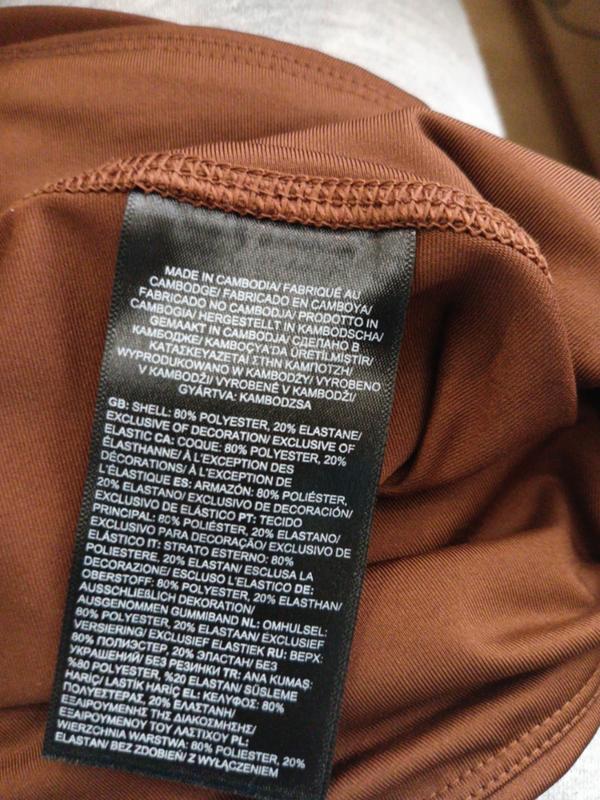 MADE IN CAMBODIA/ FABRIQUÉ AU
CAMBODGE/ FABRICADO EN CAMBOYA/
FABRICADO NO CAMBODJA/ PRODOTTO IN
CAMBOGIA/ HERGESTELLT IN KAMBODSCHA/
GEMAAKT IN CAMBODJA/ СДЕЛАНО В
КАМБОДЖЕ/ KAMBOÇYA'DA ÜRETİLMİŞTİR/
ΚΑΤΑΣΚΕΥΑΖΕΤΑΙ ΣΤΗΝ ΚΑΜΠΟΤΖΗ/
WYPRODUKOWANO W KAMBODŻY/ VYROBENO
V KAMBODŽI/ VYROBENÉ V KAMBODŽI/
GYÁRTVA: KAMBODZSA
GB: SHELL: 80% POLYESTER, 20% ELASTANE/
EXCLUSIVE OF DECORATION/ EXCLUSIVE OF
ELASTIC CA: COQUE: 80% POLYESTER, 20%
ÉLASTHANNE/ À L'EXCEPTION DES
DÉCORATIONS/ À L'EXCEPTION DE
L'ÉLASTIQUE ES: ARMAZÓN: 80% POLIÉSTER,
20% ELASTANO/ EXCLUSIVO DE DECORACIÓN/
EXCLUSIVO DE ELÁSTICO PT: TECIDO
PRINCIPAL: 80% POLIÉSTER, 20% ELASTANO/
EXCLUSIVO PARA DECORAÇÃO/ EXCLUSIVO DE
ELÁSTICO IT: STRATO ESTERNO: 80%
POLIESTERE, 20% ELASTAN/ ESCLUSA LA
DECORAZIONE/ ESCLUSO L'ELASTICO DE:
OBERSTOFF: 80% POLYESTER, 20% ELASTHAN/
AUSSCHLIEßLICH DEKORATION/
AUSGENOMMEN GUMMIBAND NL: OMHULSEL:
80% POLYESTER, 20% ELASTAAN/ EXCLUSIEF
VERSIERING/ EXCLUSIEF ELASTIEK RU: ВЕРХ:
80% ПОЛИЭСТЕР, 20% ЭЛАСТАН/ БЕЗ
УКРАШЕНИЙ/ БЕЗ РЕЗИНКИ TR: ANA KUMAŞ:
%80 POLYESTER, %20 ELASTAN/ SÜSLEME
HARİÇ/ LASTİK HARİÇ EL: ΚΕΛΥΦΟΣ: 80%
ΠΟΛΥΕΣΤΕΡΑΣ, 20% ΕΛΑΣΤΑΝΗ/
ΕΞΑΙΡΟΥΜΕΝΗΣ ΤΗΣ ΔΙΑΚΟΣΜΗΣΗΣ/
ΕΞΑΙΡΟΥΜΕΝΟΥ ΤΟΥ ΛΑΣΤΙΧΟΥ PL:
WIERZCHNIA WARSTWA: 80% POLIESTER, 20%
ELASTAN/ BEZ ZDOBIEŃ/ Z WYŁĄCZENIEM